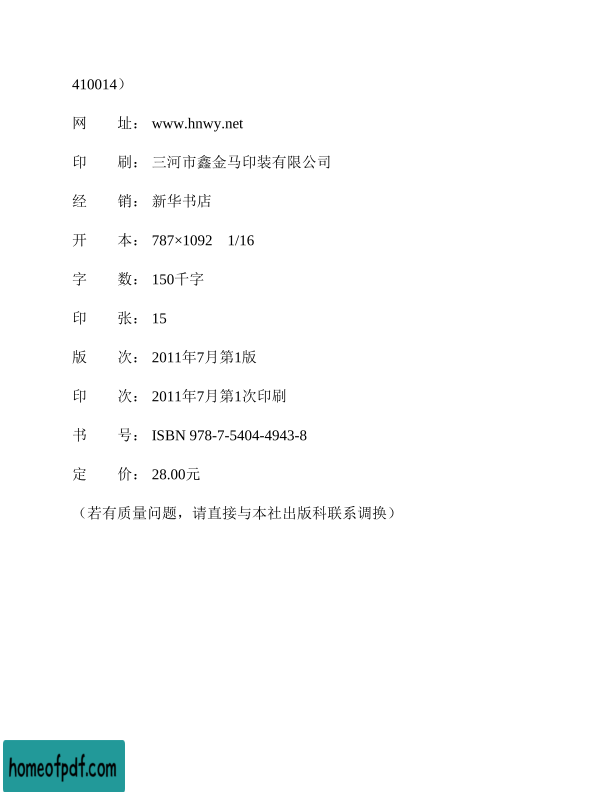 410014）
网　　址： www.hnwy.net
印　　刷： 三河市鑫金马印装有限公司
经　　销： 新华书店
开　　本： 787×1092　1/16
字　　数： 150千字
印　　张： 15
版　　次： 2011年7月第1版
印　　次： 2011年7月第1次印刷
书　　号： ISBN 978-7-5404-4943-8
定　　价： 28.00元
（若有质量问题，请直接与本社出版科联系调换）
homeofpdf.com